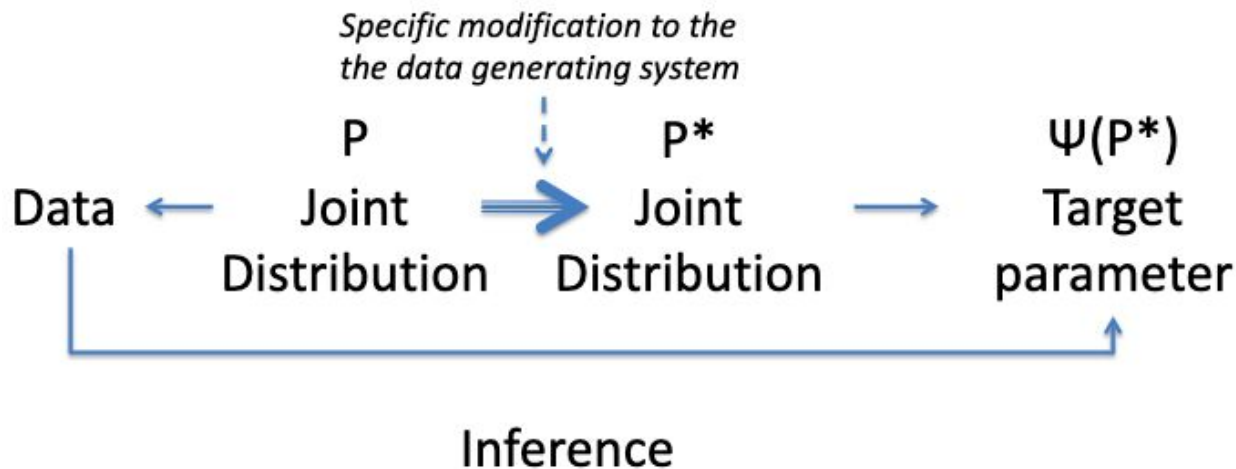 Specific modification to the
the data generating system
P
P*
Ψ(P*)
Data
Joint
Joint
Target
Distribution
Distribution
parameter
Inference